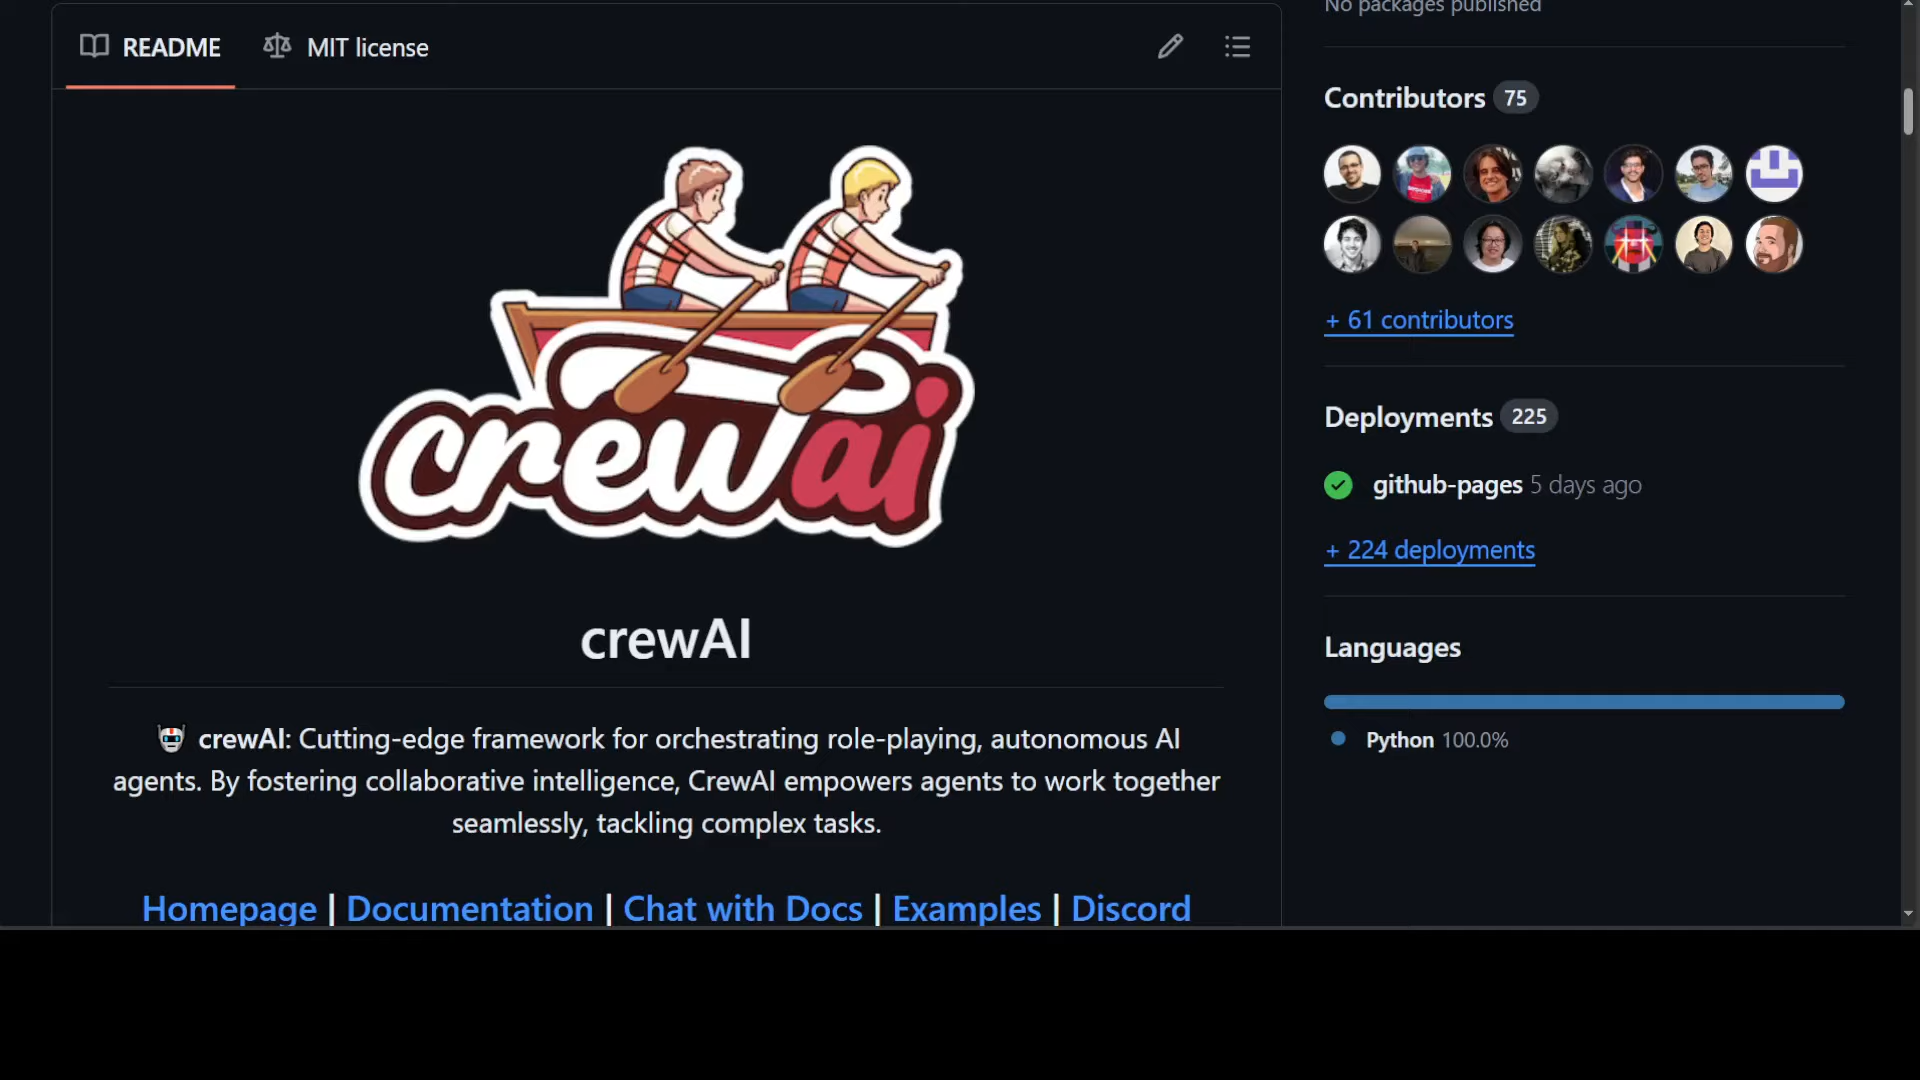 README
MIT license
crewai
crewAI
crewAI: Cutting-edge framework for orchestrating role-playing, autonomous AI
agents. By fostering collaborative intelligence, CrewAI empowers agents to work together
seamlessly, tackling complex tasks.
Homepage | Documentation | Chat with Docs | Examples | Discord
No packages published
Contributors 75
+ 61 contributors
Deployments 225
github-pages 5 days ago
+ 224 deployments
Languages
Python 100.0%